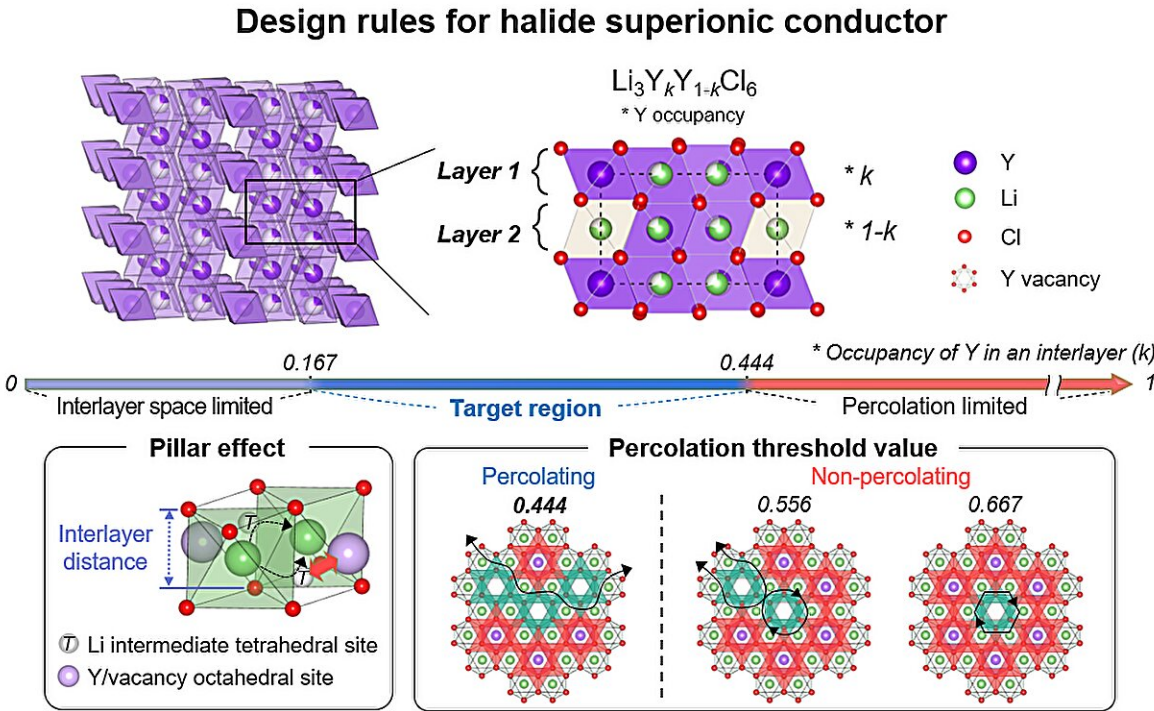 Design rules for halide superionic conductor
Li₃YₖY₁₋ₖCl₆
* Y occupancy
Layer 1
* k
Layer 2
* 1-k
Y
Li
Cl
Y vacancy
0.167
0.444
* Occupancy of Y in an interlayer (k)
0
1
Interlayer space limited
Target region
Percolation limited
Pillar effect
Interlayer
distance
T
T
T Li intermediate tetrahedral site
Y/vacancy octahedral site
Percolation threshold value
Percolating
Non-percolating
0.444
0.556
0.667